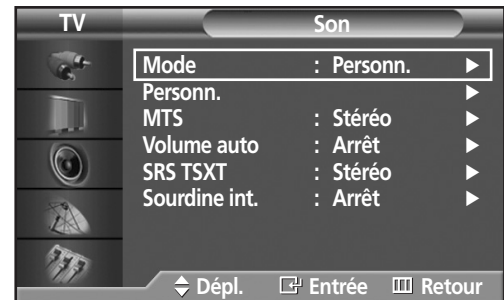 TV Son
Mode : Personn. ▶
Personn. ▶
MTS : Stéréo ▶
Volume auto : Arrêt ▶
SRS TSXT : Stéréo ▶
Sourdine int. : Arrêt ▶
Dépl. Entrée Retour